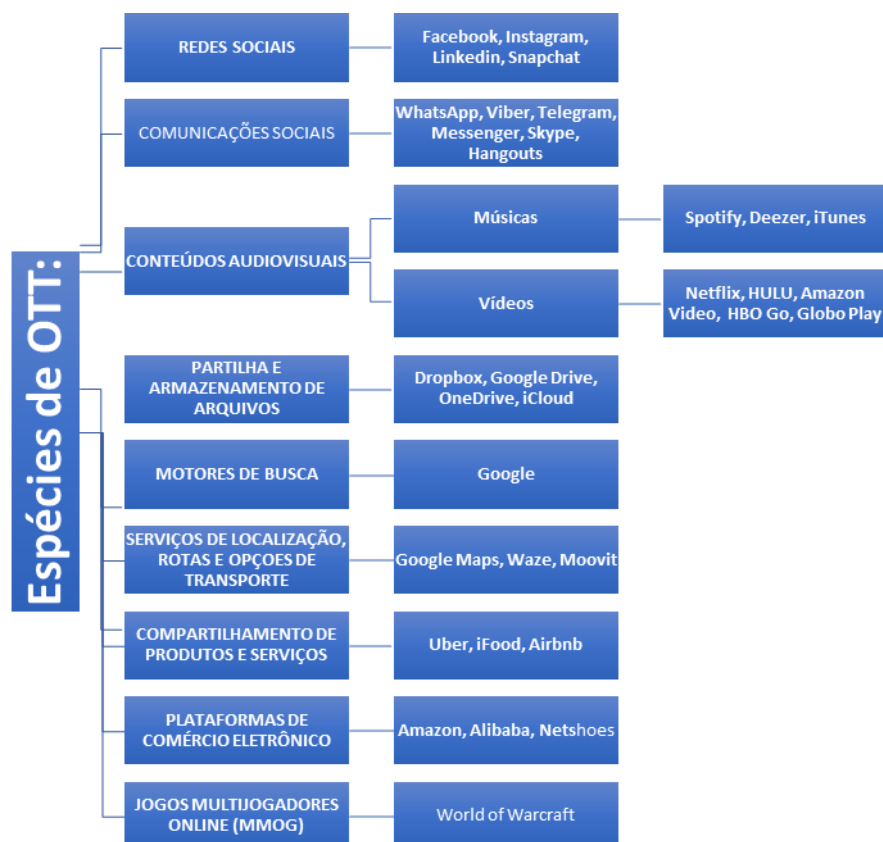 Espécies de OTT:
REDES SOCIAIS
Facebook, Instagram,
Linkedin, Snapchat
COMUNICAÇÕES SOCIAIS
WhatsApp, Viber, Telegram,
Messenger, Skype,
Hangouts
CONTEÚDOS AUDIOVISUAIS
Músicas
Spotify, Deezer, iTunes
Vídeos
Netflix, HULU, Amazon
Video, HBO Go, Globo Play
PARTILHA E
ARMAZENAMENTO DE
ARQUIVOS
Dropbox, Google Drive,
OneDrive, iCloud
MOTORES DE BUSCA
Google
SERVIÇOS DE LOCALIZAÇÃO,
ROTAS E OPÇOES DE
TRANSPORTE
Google Maps, Waze, Moovit
COMPARTILHAMENTO DE
PRODUTOS E SERVIÇOS
Uber, iFood, Airbnb
PLATAFORMAS DE
COMÉRCIO ELETRÔNICO
Amazon, Alibaba, Netshoes
JOGOS MULTIJOGADORES
ONLINE (MMOG)
World of Warcraft